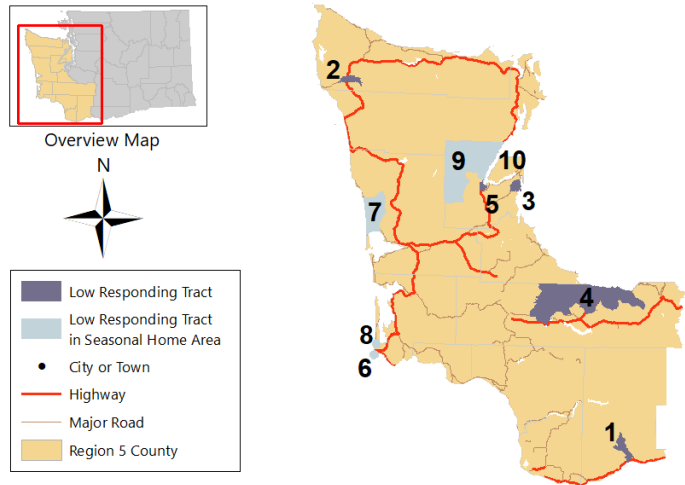 Overview Map
N
Low Responding Tract
Low Responding Tract
in Seasonal Home Area
City or Town
Highway
Major Road
Region 5 County
2
9
10
5
3
7
4
8
6
1